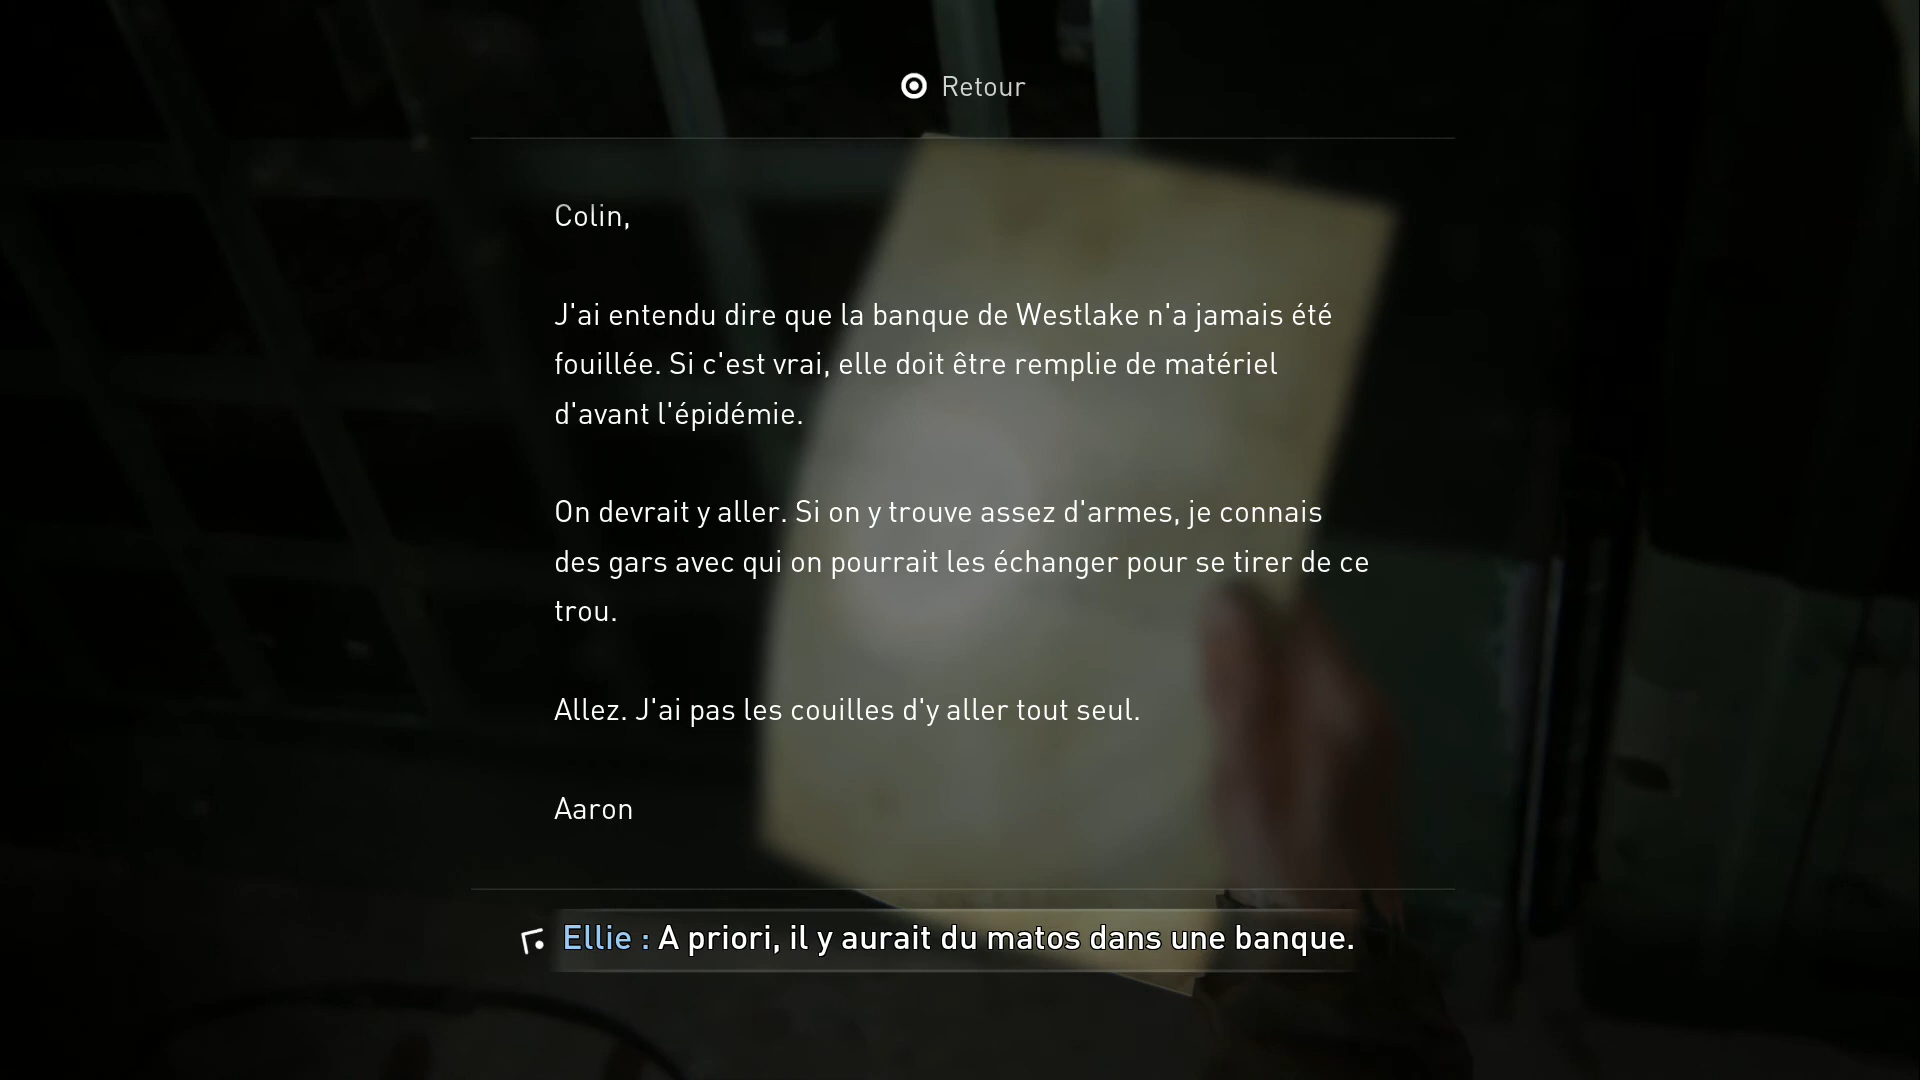 Retour
Colin,
J'ai entendu dire que la banque de Westlake n'a jamais été
fouillée. Si c'est vrai, elle doit être remplie de matériel
d'avant l'épidémie.
On devrait y aller. Si on y trouve assez d'armes, je connais
des gars avec qui on pourrait les échanger pour se tirer de ce
trou.
Allez. J'ai pas les couilles d'y aller tout seul.
Aaron
Ellie : A priori, il y aurait du matos dans une banque.